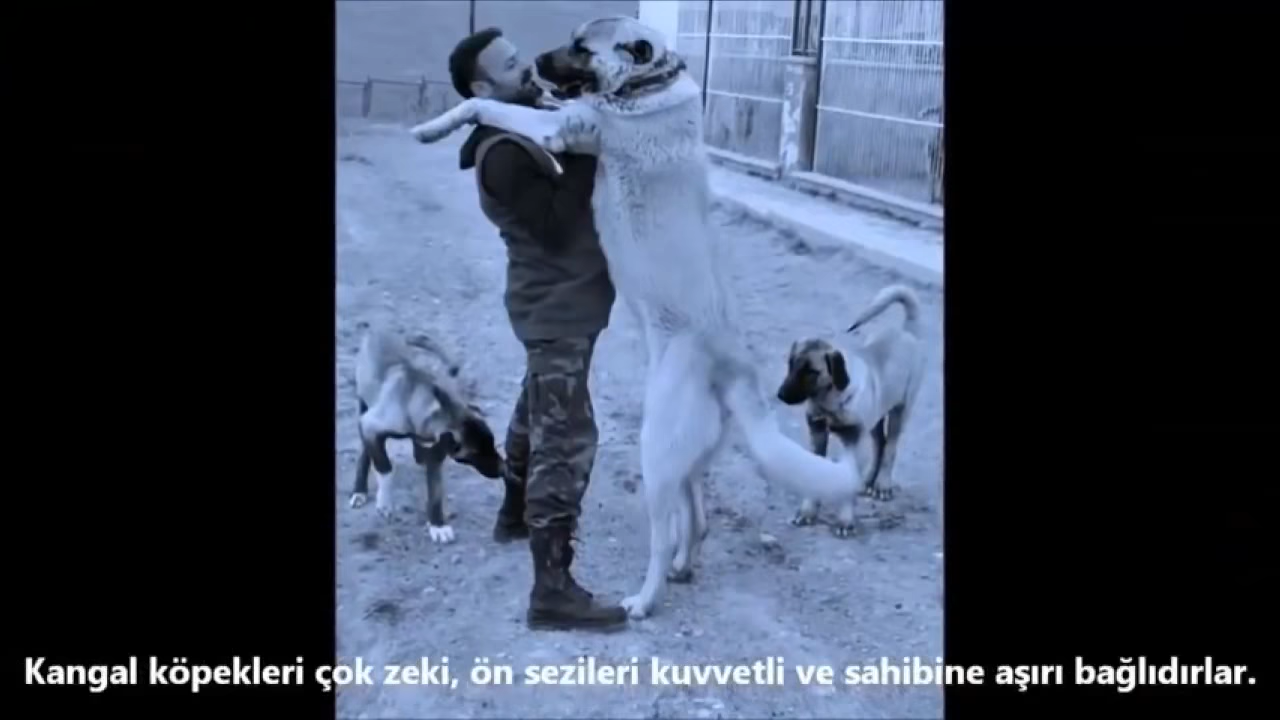 Kangal köpekleri çok zeki, ön sezileri kuvvetli ve sahibine aşırı bağlıdırlar.